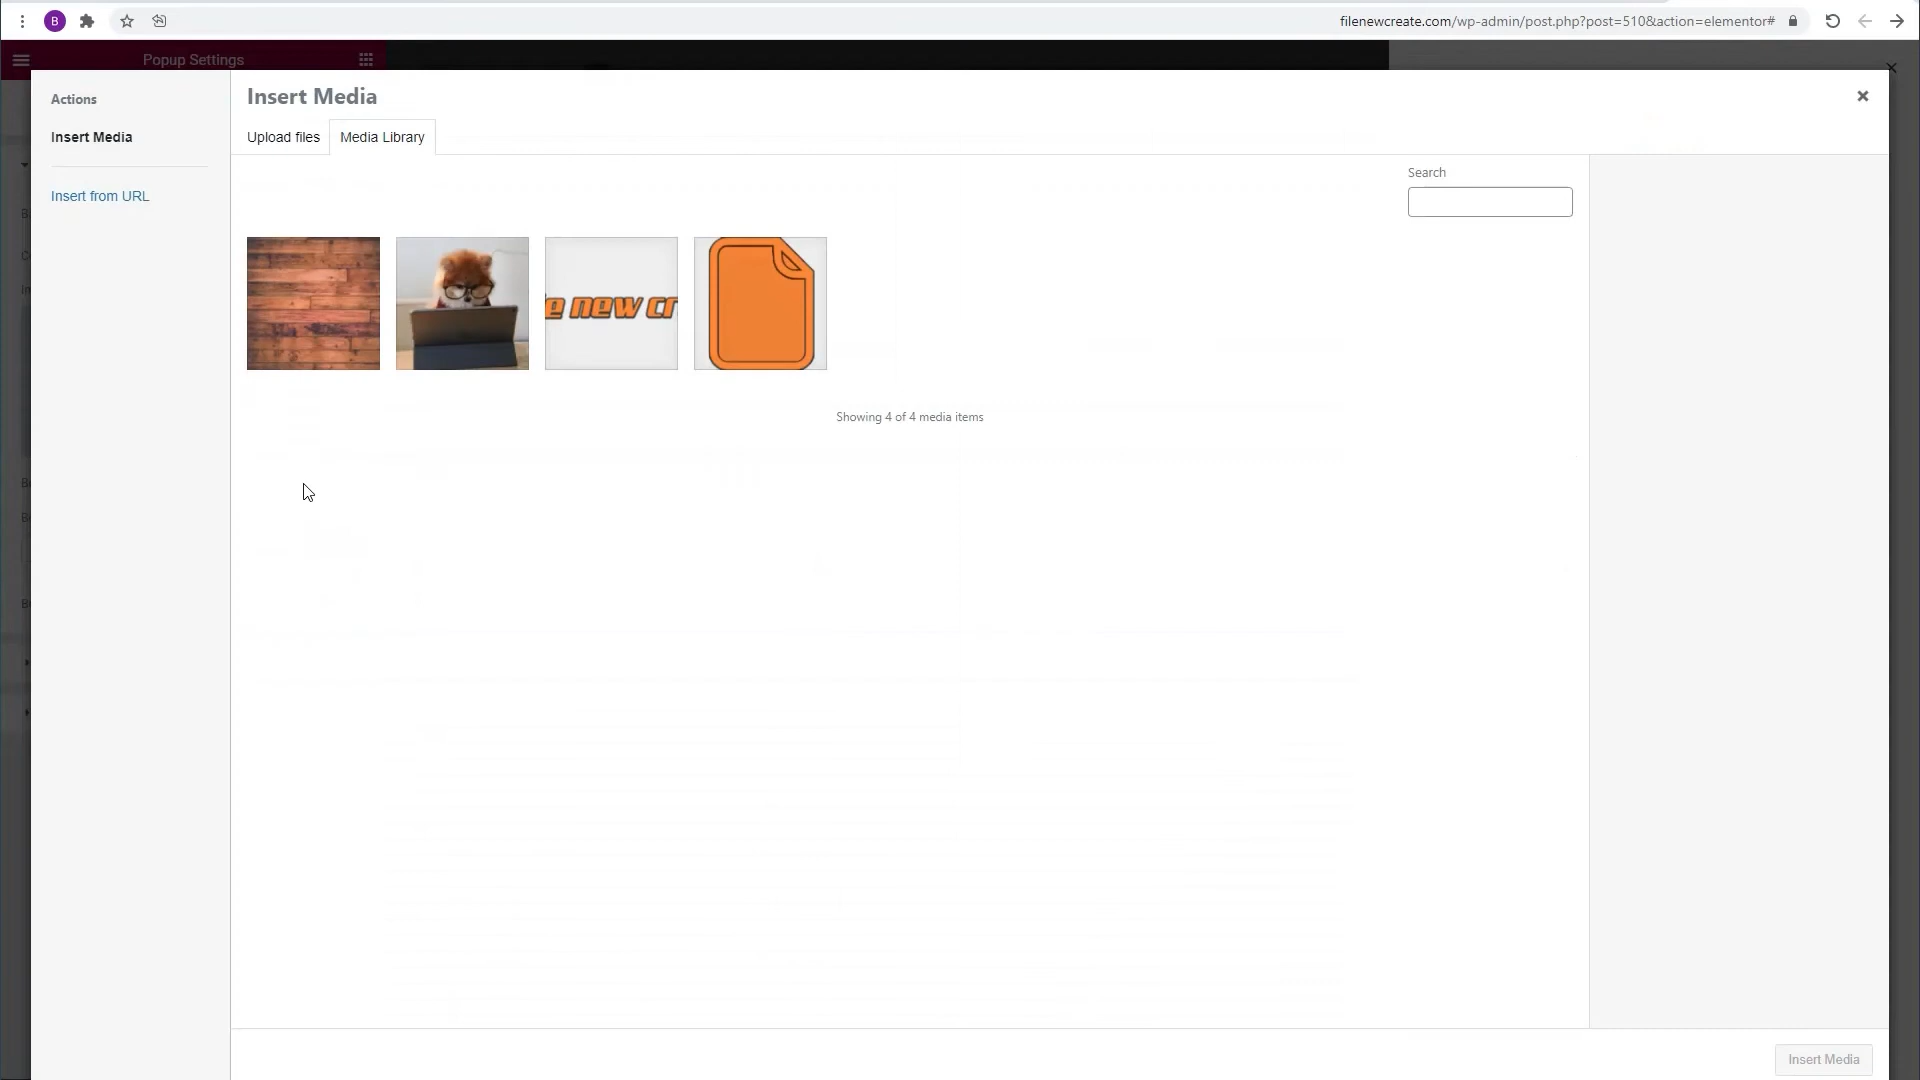 B
filenewcreate.com/wp-admin/post.php?post=510&action=elementor#
Popup Settings
Actions
Insert Media
Insert from URL
Insert Media
Upload files
Media Library
Search
e new cr
Showing 4 of 4 media items
Insert Media